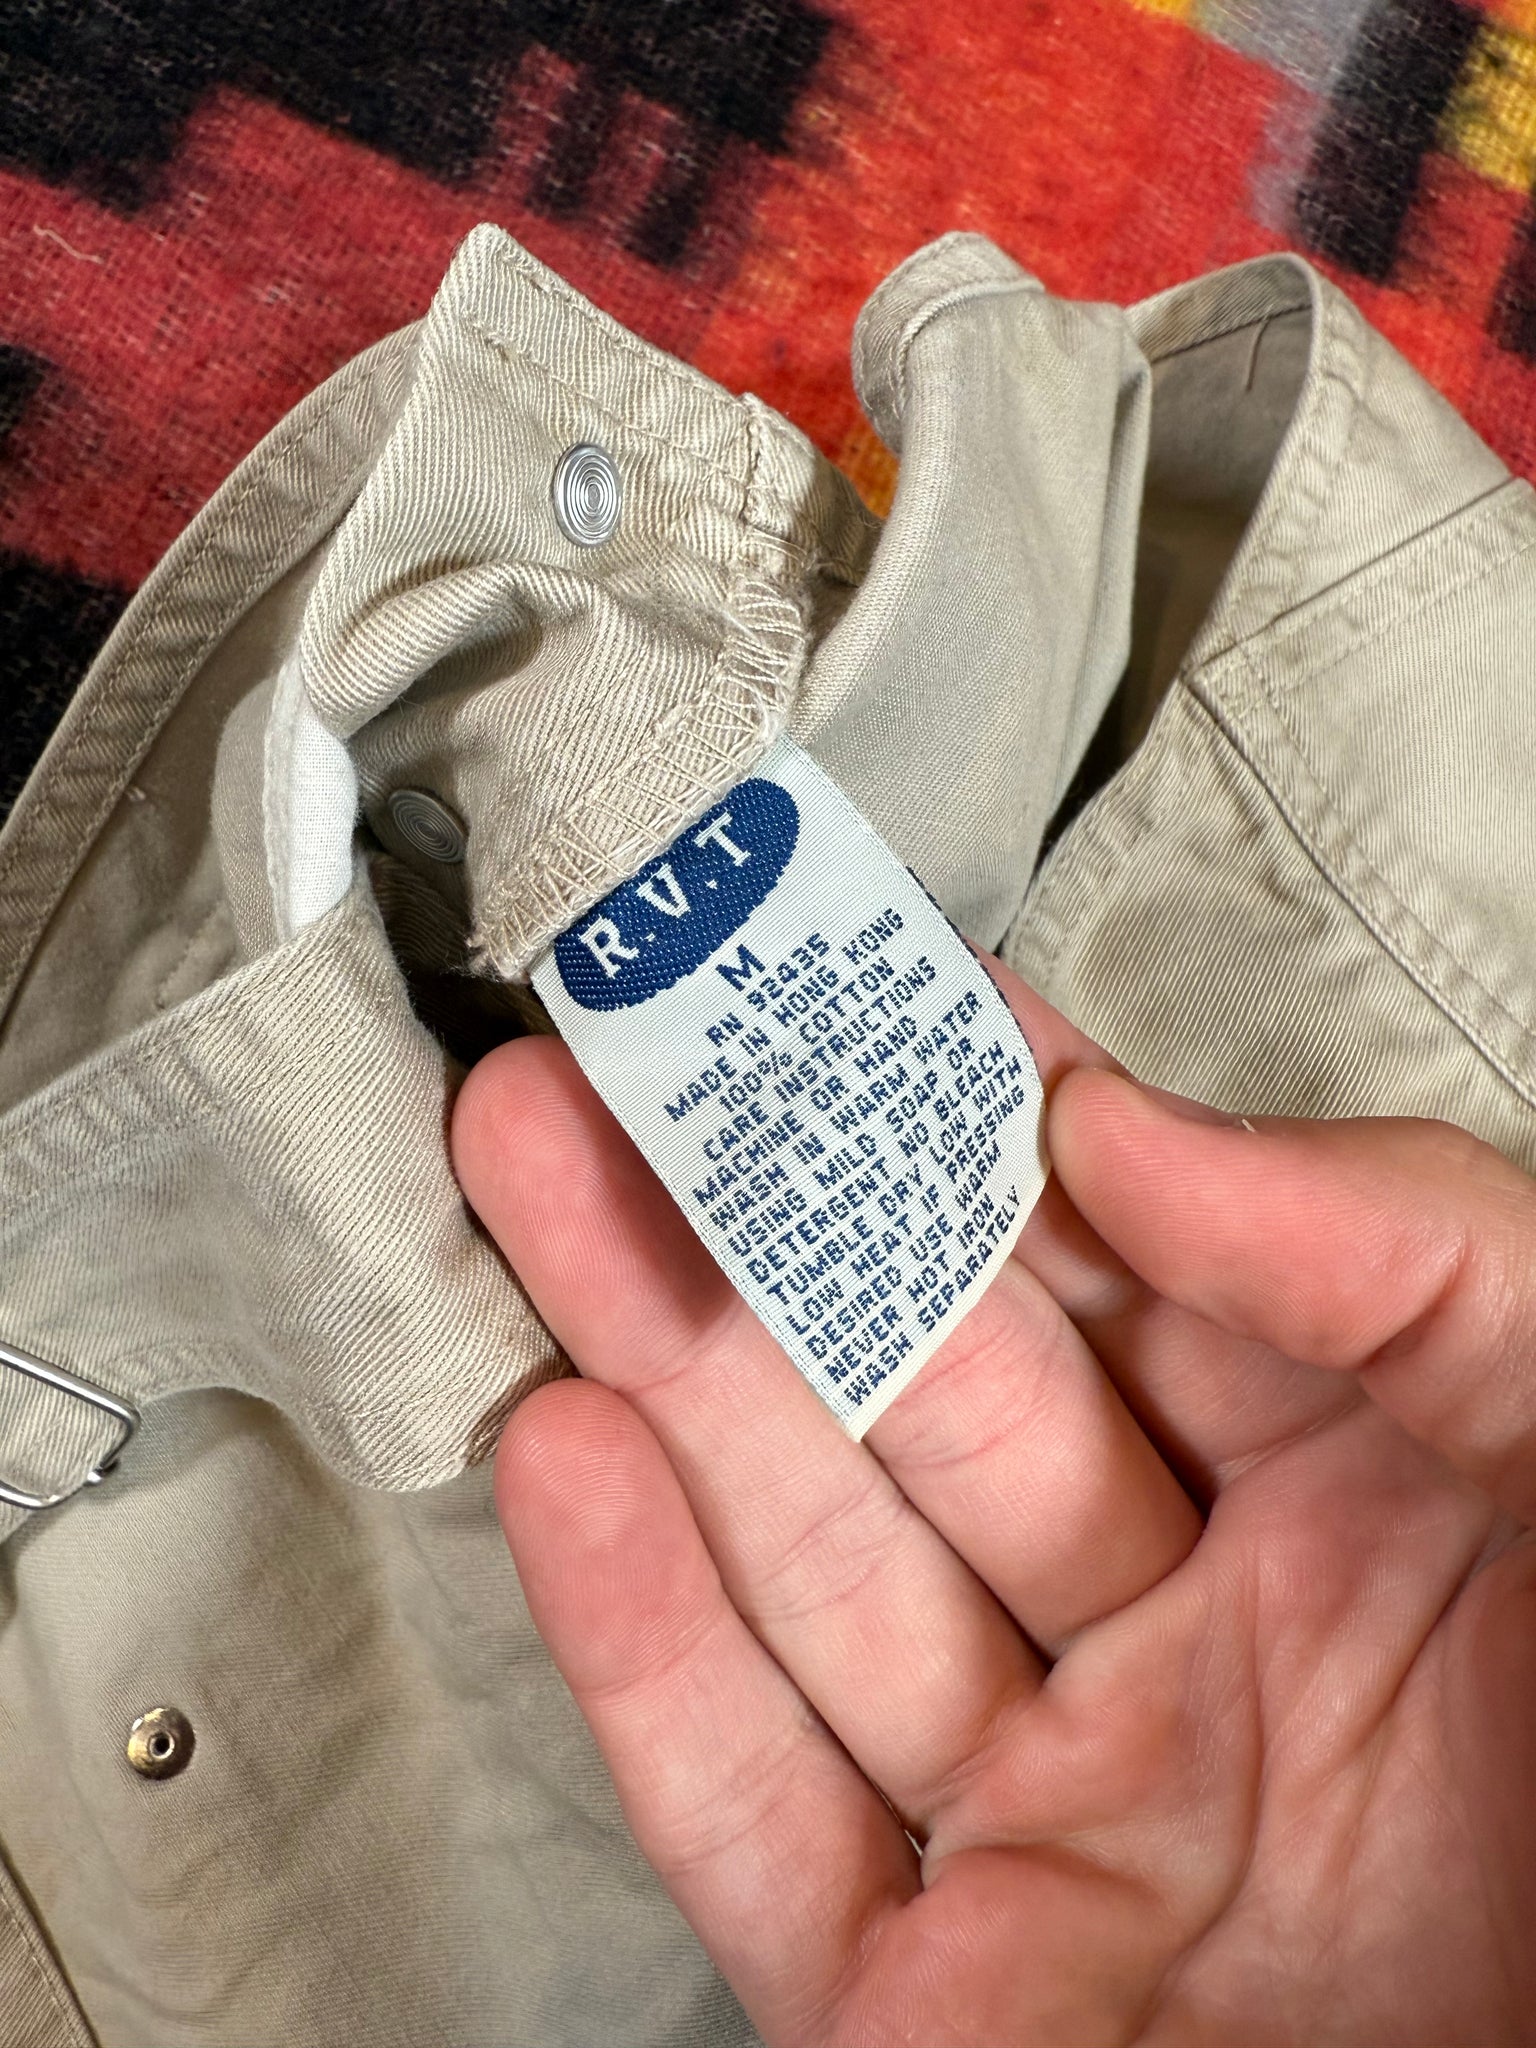 R.V.T
M
RN 92435
MADE IN HONG KONG
100% COTTON
CARE INSTRUCTIONS
MACHINE OR HAND
WASH IN WARM WATER
USING MILD SOAP OR
DETERGENT NO BLEACH
TUMBLE DRY LOW WITH
LOW HEAT IF PRESSING
DESIRED USE WARM
NEVER HOT IRON
WASH SEPARATELY